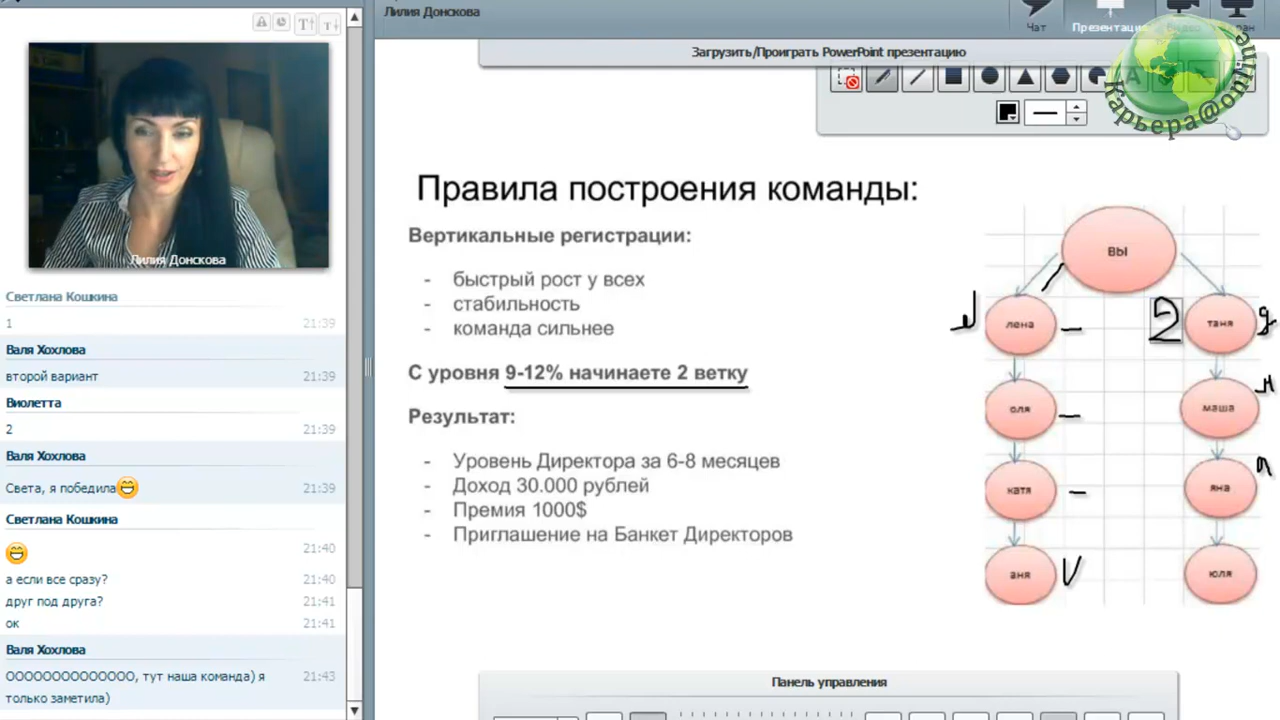 Лилия Донскова
Светлана Кошкина
1 21:39
Валя Хохлова
второй вариант 21:39
Виолетта
2 21:39
Валя Хохлова
Света, я победила 21:39
Светлана Кошкина
21:40
а если все сразу? 21:40
друг под друга? 21:41
ок 21:41
Валя Хохлова
ОООООООООООООО, тут наша команда) я 21:43
только заметила)
Лилия Донскова
Чат
Презентация
Загрузить/Проиграть PowerPoint презентацию
Карьера@online
Правила построения команды:
Вертикальные регистрации:
- быстрый рост у всех
- стабильность
- команда сильнее
С уровня 9-12% начинаете 2 ветку
Результат:
- Уровень Директора за 6-8 месяцев
- Доход 30.000 рублей
- Премия 1000$
- Приглашение на Банкет Директоров
вы
лена
2 таня
оля
маша
катя
яна
аня
юля
Панель управления